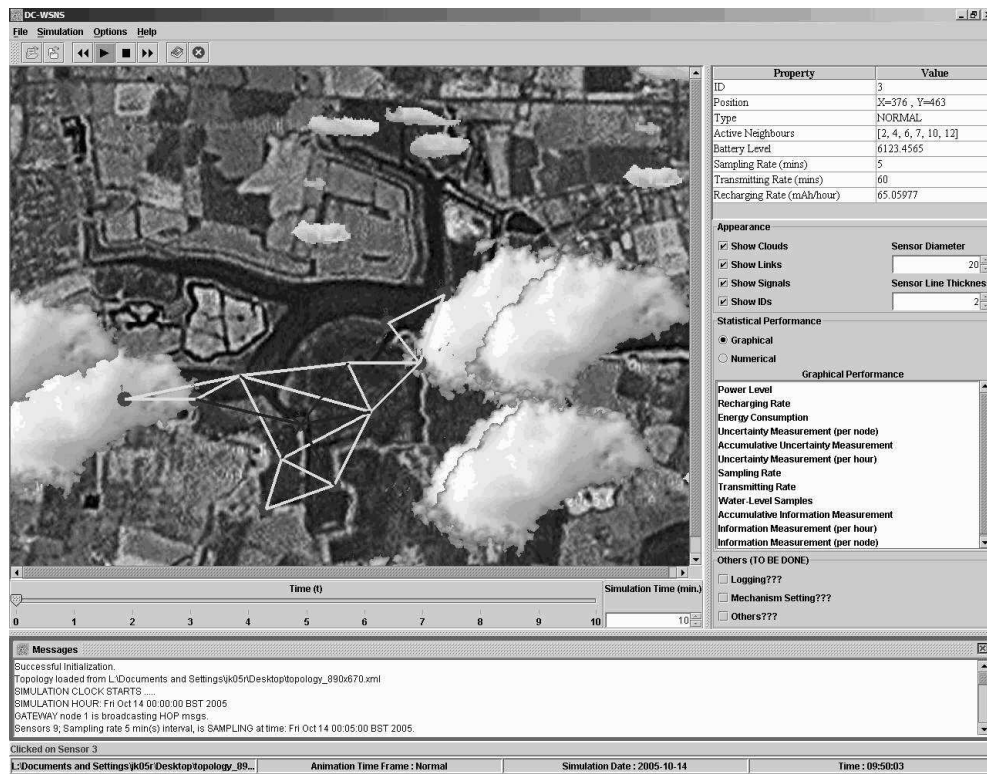 DC-WSNS
File Simulation Options Help
Property Value
ID 3
Position X=376 , Y=463
Type NORMAL
Active Neighbours [2, 4, 6, 7, 10, 12]
Battery Level 6123.4565
Sampling Rate (mins) 5
Transmitting Rate (mins) 60
Recharging Rate (mAh/hour) 65.05977
Appearance
Show Clouds Sensor Diameter
Show Links 20
Show Signals Sensor Line Thicknes
Show IDs 2
Statistical Performance
Graphical
Numerical
Graphical Performance
Power Level
Recharging Rate
Energy Consumption
Uncertainty Measurement (per node)
Accumulative Uncertainty Measurement
Uncertainty Measurement (per hour)
Sampling Rate
Transmitting Rate
Water-Level Samples
Accumulative Information Measurement
Information Measurement (per hour)
Information Measurement (per node)
Others (TO BE DONE)
Logging???
Mechanism Setting???
Others???
Time (t) Simulation Time (min.)
0 1 2 3 4 5 6 7 8 9 10 10
Messages
Successful Initialization.
Topology loaded from L:\Documents and Settings\jk05r\Desktop\topology_890x670.xml
SIMULATION CLOCK STARTS .....
SIMULATION HOUR: Fri Oct 14 00:00:00 BST 2005
GATEWAY node 1 is broadcasting HOP msgs.
Sensors 9; Sampling rate 5 min(s) interval, is SAMPLING at time: Fri Oct 14 00:05:00 BST 2005.
Clicked on Sensor 3
L:\Documents and Settings\jk05r\Desktop\topology_89... Animation Time Frame : Normal Simulation Date : 2005-10-14 Time : 09:50:03